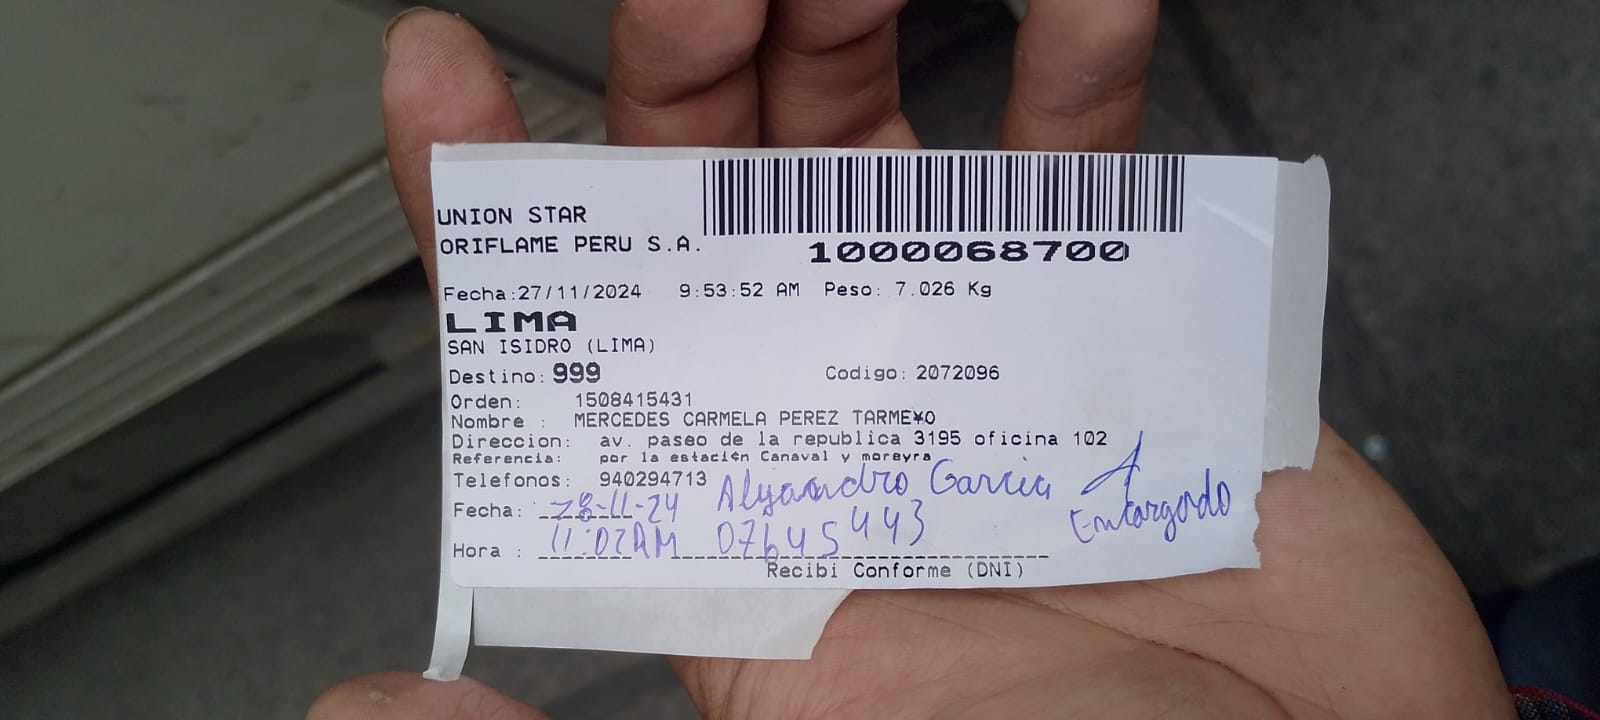 UNION STAR
ORIFLAME PERU S.A.
1000068700
Fecha:27/11/2024 9:53:52 AM Peso: 7.026 Kg
LIMA
SAN ISIDRO (LIMA)
Destino: 999 Codigo: 2072096
Orden: 1508415431
Nombre : MERCEDES CARMELA PEREZ TARME¥O
Direccion: av. paseo de la republica 3195 oficina 102
Referencia: por la estación Canaval y moreyra
Telefonos: 940294713
Fecha: 28-11-24 Alejandro Garcia
Encargado
Hora : 11:02AM 07645443
Recibi Conforme (DNI)